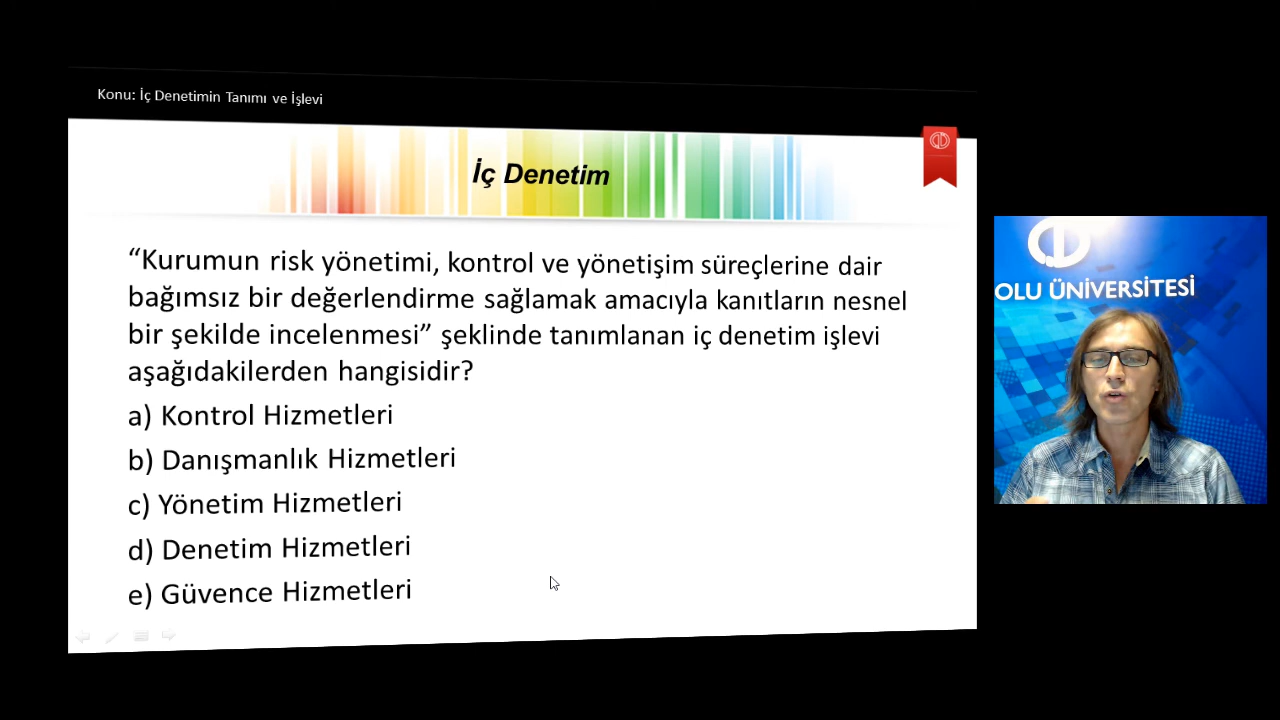 Konu: İç Denetimin Tanımı ve İşlevi
İç Denetim
“Kurumun risk yönetimi, kontrol ve yönetişim süreçlerine dair
bağımsız bir değerlendirme sağlamak amacıyla kanıtların nesnel
bir şekilde incelenmesi” şeklinde tanımlanan iç denetim işlevi
aşağıdakilerden hangisidir?
a) Kontrol Hizmetleri
b) Danışmanlık Hizmetleri
c) Yönetim Hizmetleri
d) Denetim Hizmetleri
e) Güvence Hizmetleri
OLU ÜNİVERSİTESİ